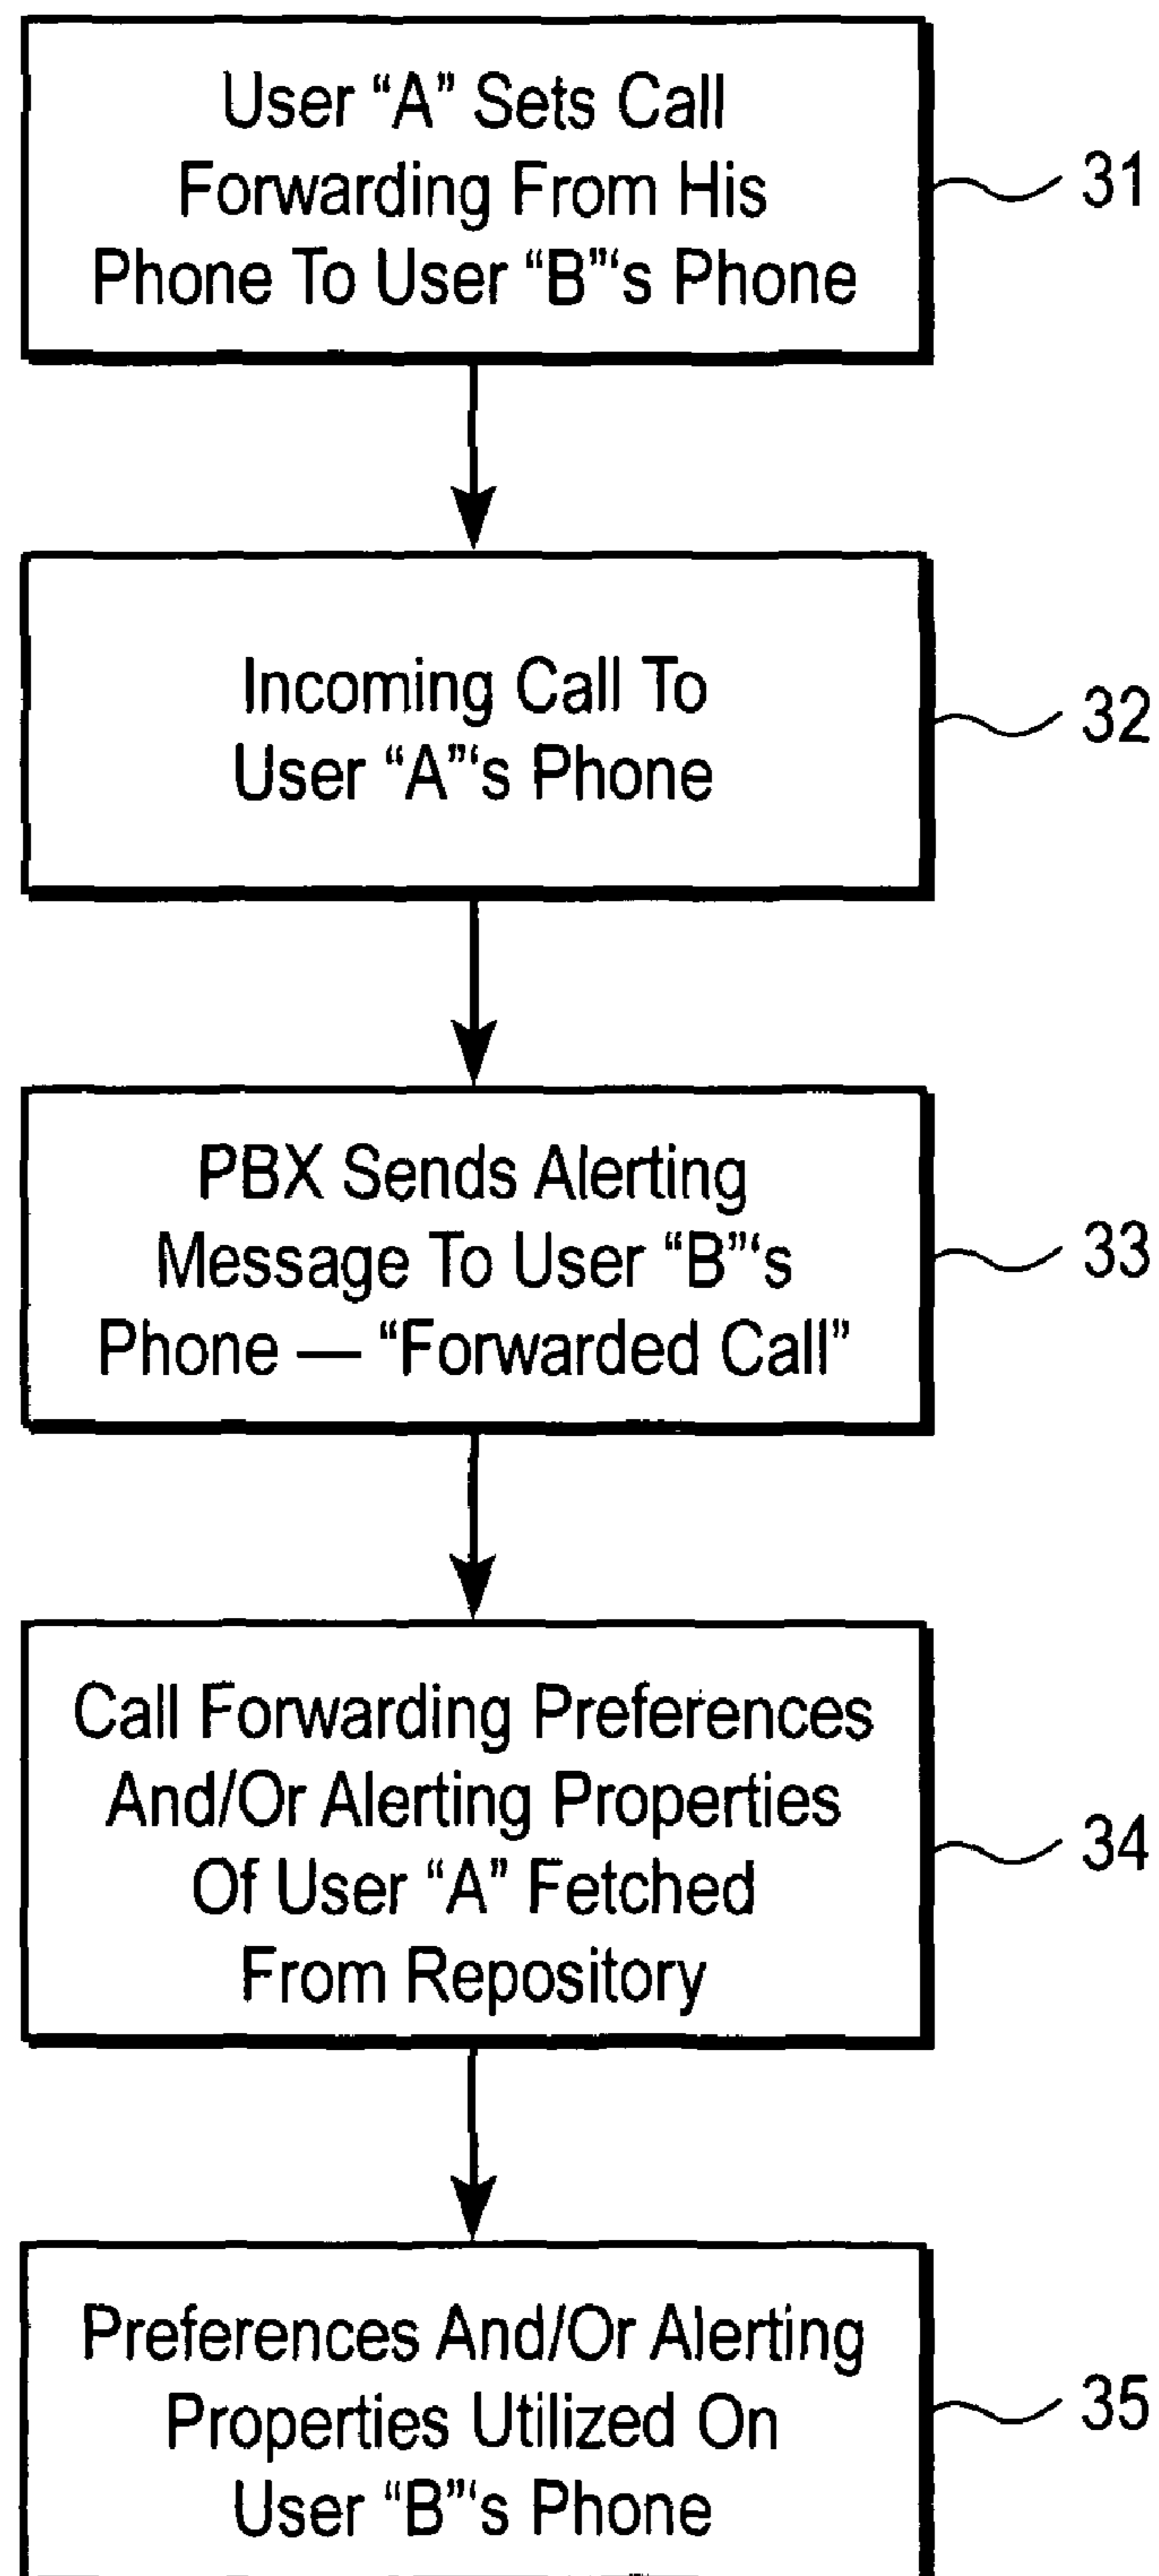 User “A” Sets Call
Forwarding From His
Phone To User “B”‘s Phone
31
Incoming Call To
User “A”‘s Phone
32
PBX Sends Alerting
Message To User “B”‘s
Phone — “Forwarded Call”
33
Call Forwarding Preferences
And/Or Alerting Properties
Of User “A” Fetched
From Repository
34
Preferences And/Or Alerting
Properties Utilized On
User “B”‘s Phone
35